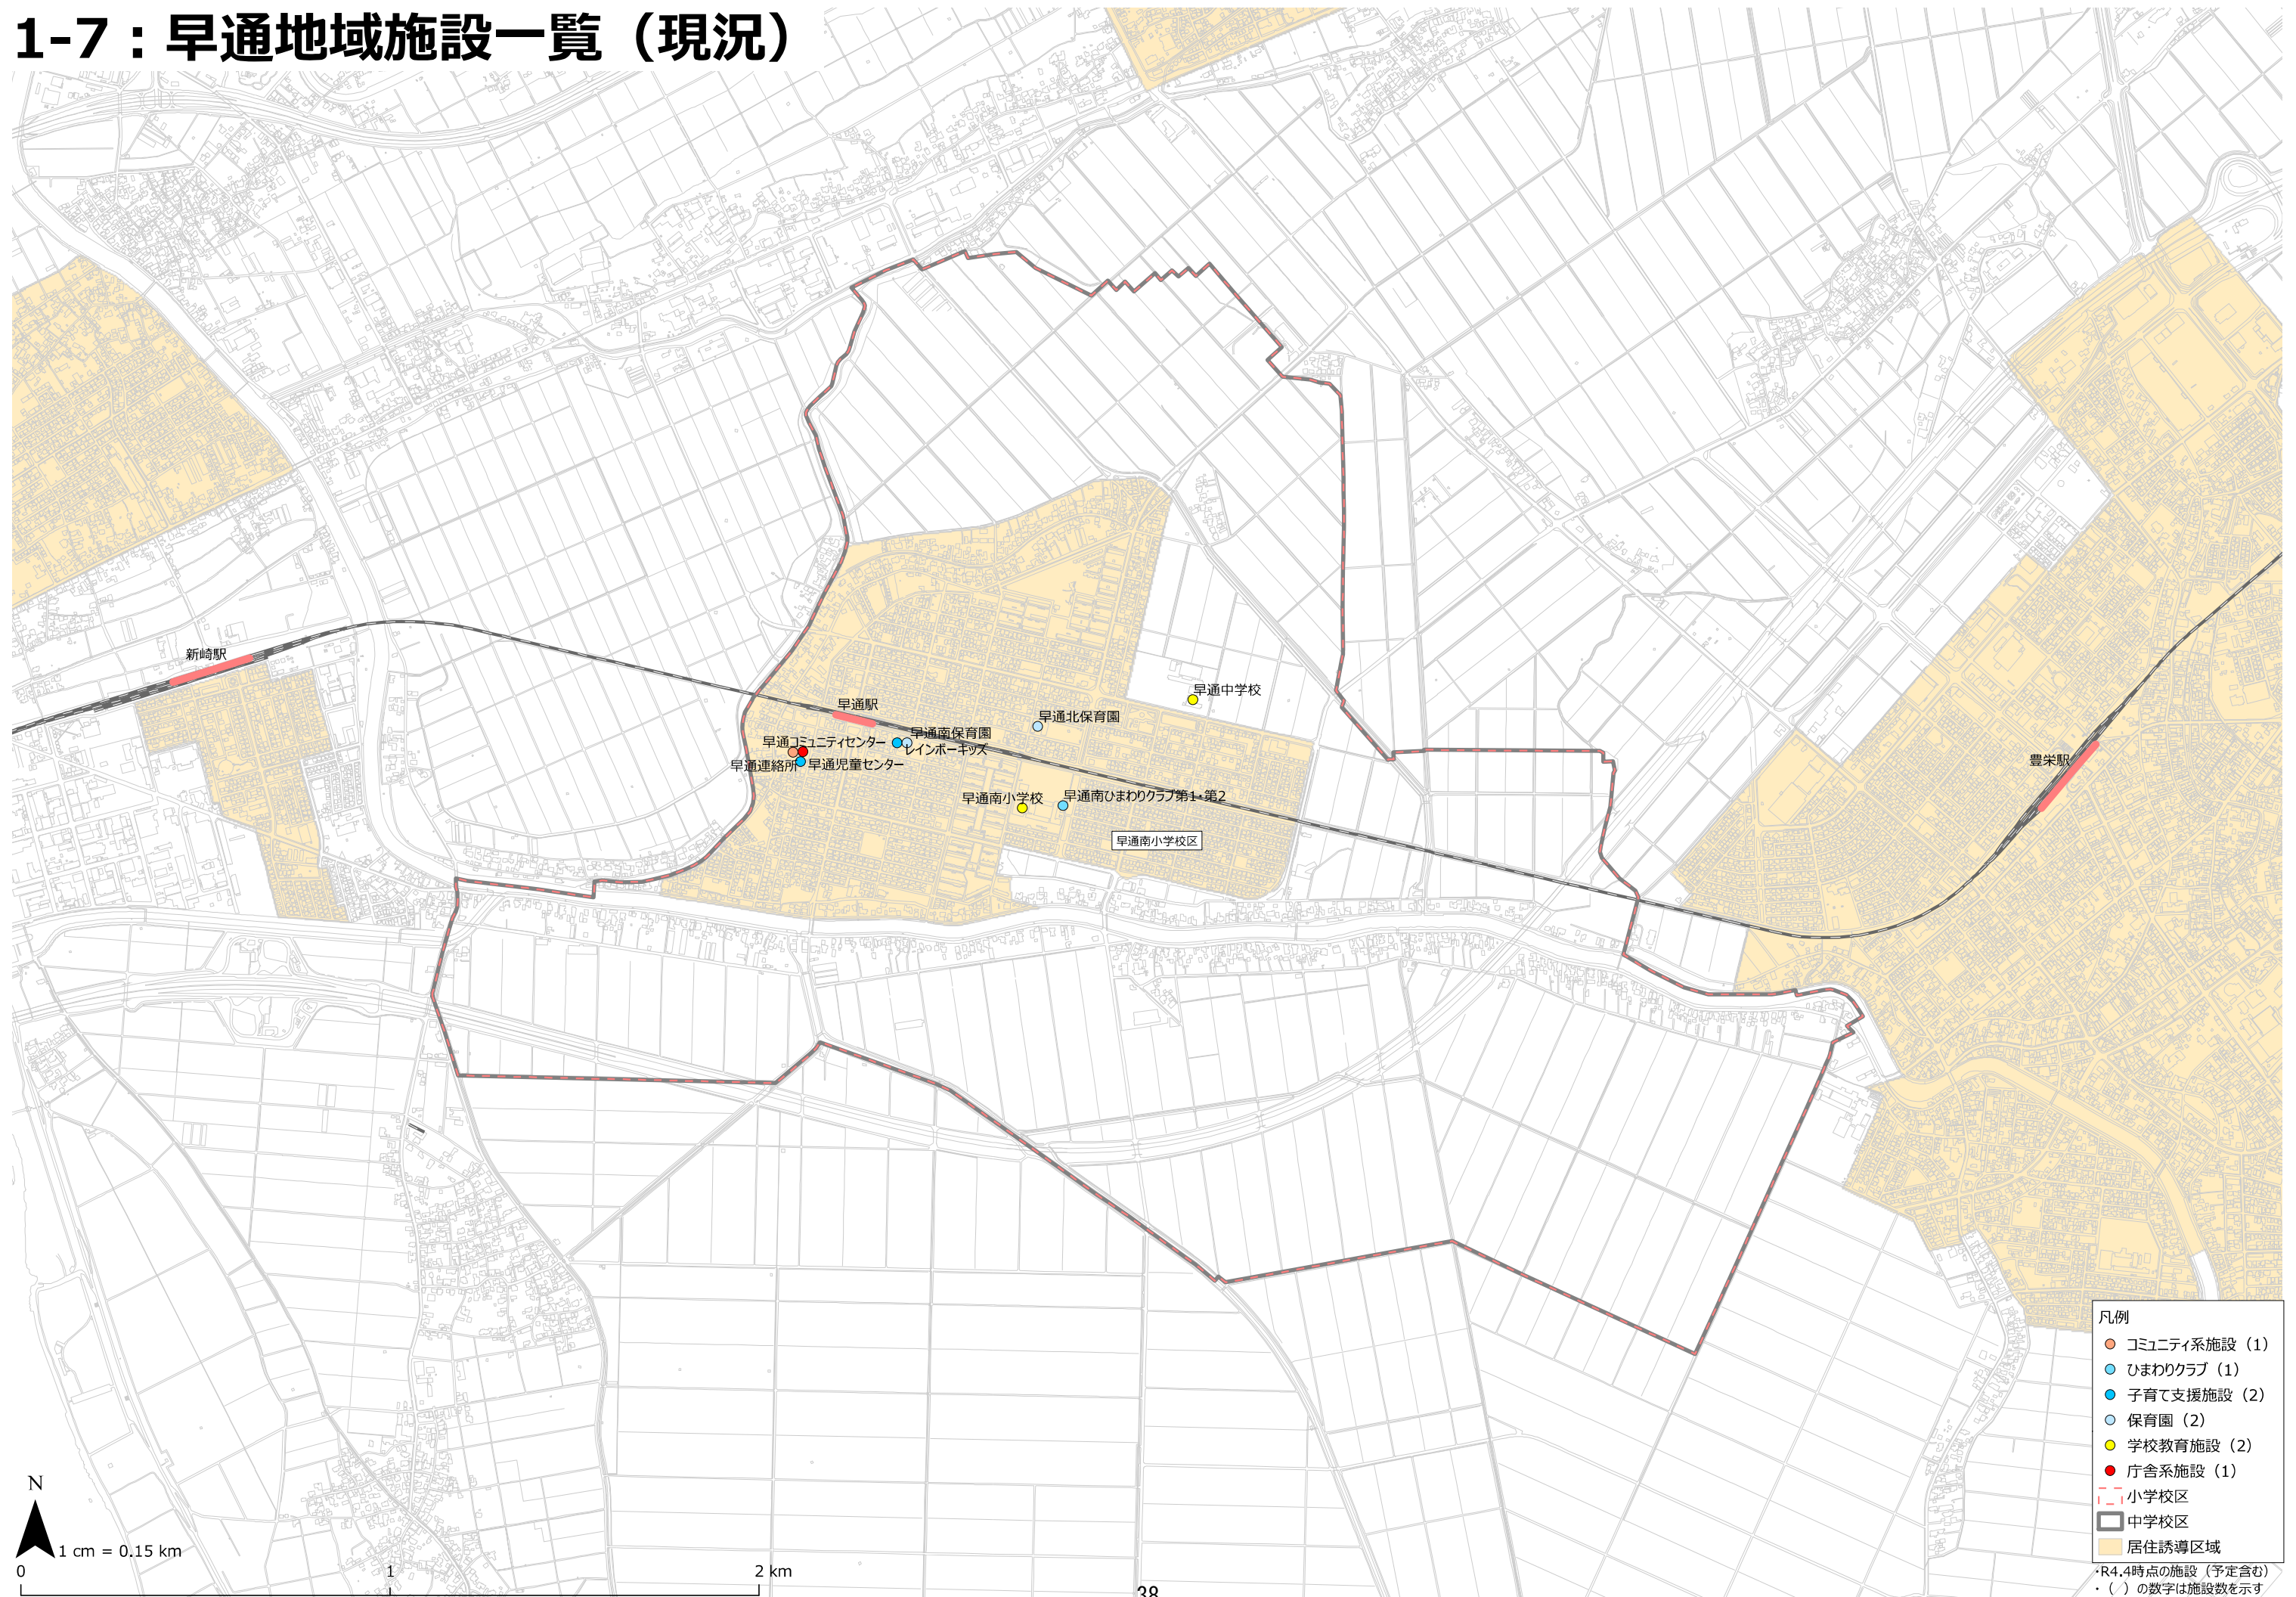 1-7：早通地域施設一覧（現況）
新崎駅
早通駅
早通中学校
早通北保育園
早通南保育園
早通コミュニティセンター
レインボーキッズ
早通連絡所
早通児童センター
豊栄駅
早通南小学校
早通南ひまわりクラブ第1・第2
早通南小学校区
凡例
コミュニティ系施設（1）
ひまわりクラブ（1）
子育て支援施設（2）
保育園（2）
学校教育施設（2）
庁舎系施設（1）
小学校区
中学校区
居住誘導区域
・R4.4時点の施設（予定含む）
・（ ）の数字は施設数を示す
N
1 cm = 0.15 km
0 1 2 km
38